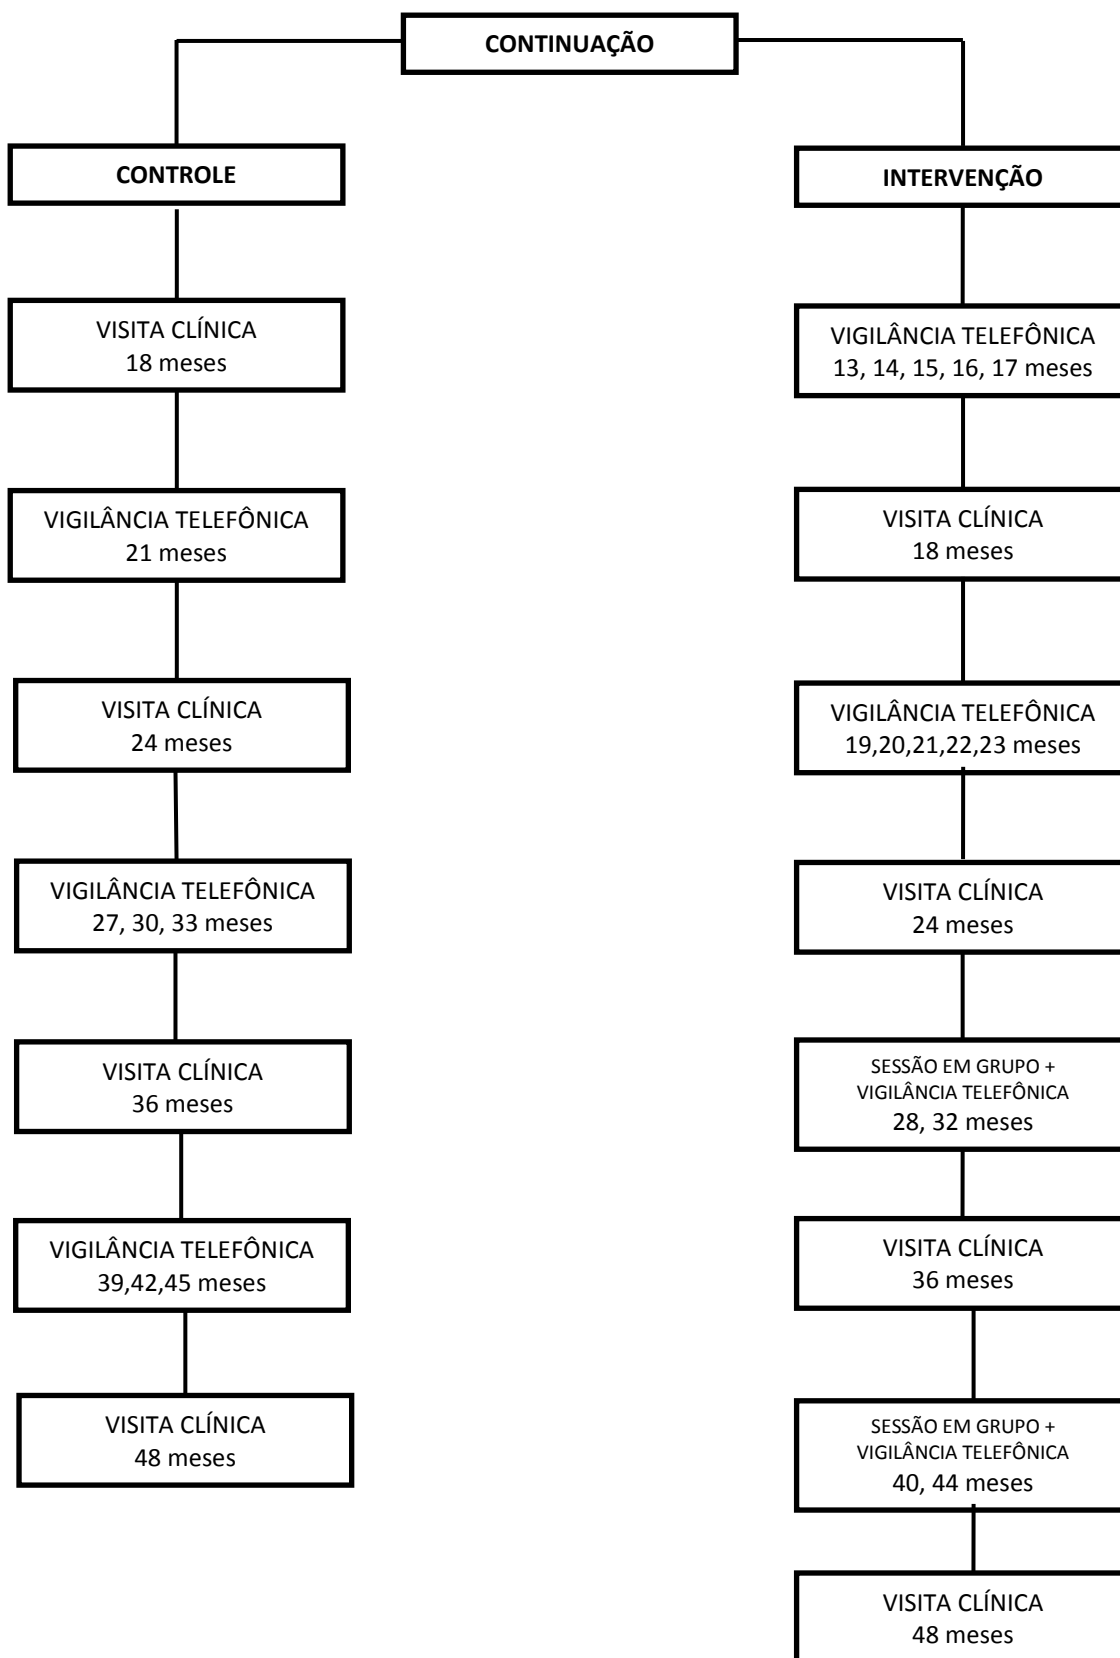 CONTINUAÇÃO
CONTROLE
VISITA CLÍNICA
18 meses
VIGILÂNCIA TELEFÔNICA
21 meses
VISITA CLÍNICA
24 meses
VIGILÂNCIA TELEFÔNICA
27, 30, 33 meses
VISITA CLÍNICA
36 meses
VIGILÂNCIA TELEFÔNICA
39,42,45 meses
VISITA CLÍNICA
48 meses
INTERVENÇÃO
VIGILÂNCIA TELEFÔNICA
13, 14, 15, 16, 17 meses
VISITA CLÍNICA
18 meses
VIGILÂNCIA TELEFÔNICA
19,20,21,22,23 meses
VISITA CLÍNICA
24 meses
SESSÃO EM GRUPO +
VIGILÂNCIA TELEFÔNICA
28, 32 meses
VISITA CLÍNICA
36 meses
SESSÃO EM GRUPO +
VIGILÂNCIA TELEFÔNICA
40, 44 meses
VISITA CLÍNICA
48 meses